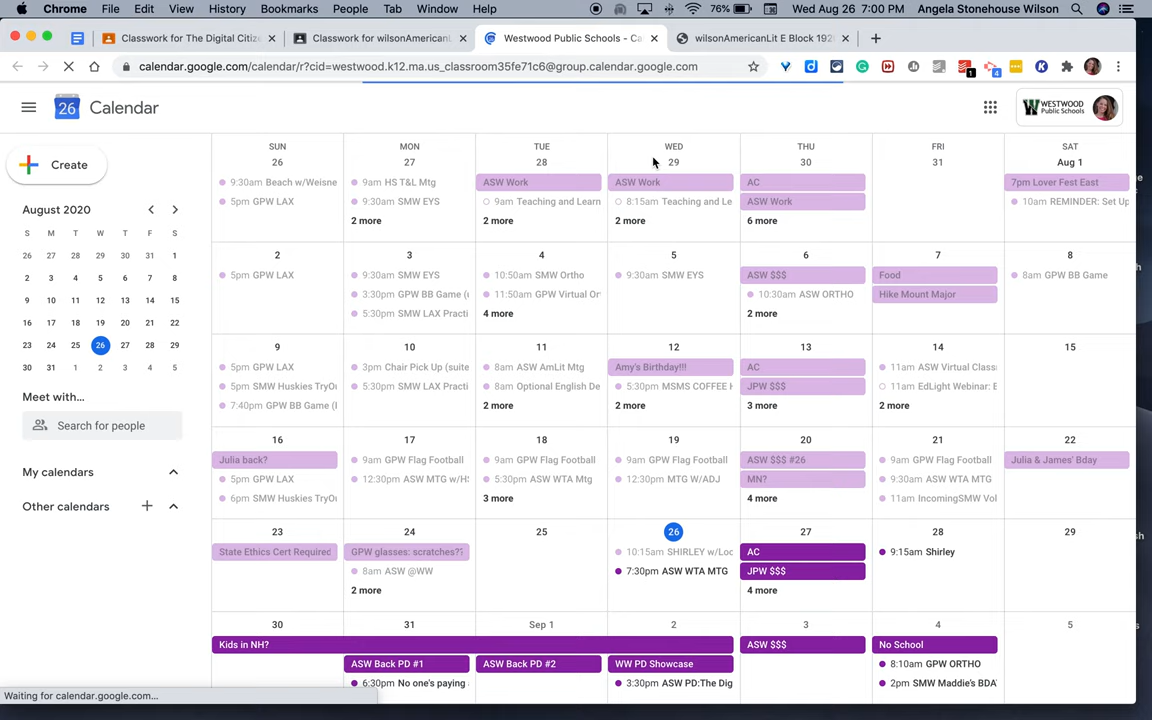 Chrome File Edit View History Bookmarks People Tab Window Help 76% Wed Aug 26 7:00 PM Angela Stonehouse Wilson
Classwork for The Digital Citize Classwork for wilsonAmericanL Westwood Public Schools - Ca wilsonAmericanLit E Block 192
calendar.google.com/calendar/r?cid=westwood.k12.ma.us_classroom35fe71c6@group.calendar.google.com
26 Calendar WESTWOOD Public Schools
Create
August 2020
S M T W T F S
26 27 28 29 30 31 1
2 3 4 5 6 7 8
9 10 11 12 13 14 15
16 17 18 19 20 21 22
23 24 25 26 27 28 29
30 31 1 2 3 4 5
Meet with...
Search for people
My calendars
Other calendars
SUN MON TUE WED THU FRI SAT
26 27 28 29 30 31 Aug 1
9:30am Beach w/Weisne 9am HS T&L Mtg ASW Work ASW Work AC 7pm Lover Fest East
5pm GPW LAX 9:30am SMW EYS 9am Teaching and Learn 8:15am Teaching and Le ASW Work 10am REMINDER: Set Up
2 more 2 more 2 more 6 more
2 3 4 5 6 7 8
5pm GPW LAX 9:30am SMW EYS 10:50am SMW Ortho 9:30am SMW EYS ASW $$$ Food 8am GPW BB Game
3:30pm GPW BB Game ( 11:50am GPW Virtual Or 10:30am ASW ORTHO Hike Mount Major
5:30pm SMW LAX Practi 4 more 2 more
9 10 11 12 13 14 15
5pm GPW LAX 3pm Chair Pick Up (suite 8am ASW AmLit Mtg Amy's Birthday!!! AC 11am ASW Virtual Class
5pm SMW Huskies TryOu 5:30pm SMW LAX Practi 8am Optional English De 5:30pm MSMS COFFEE JPW $$$ 11am EdLight Webinar: E
7:40pm GPW BB Game ( 2 more 2 more 3 more 2 more
16 17 18 19 20 21 22
Julia back? 9am GPW Flag Football 9am GPW Flag Football 9am GPW Flag Football ASW $$$ #26 9am GPW Flag Football Julia & James' Bday
5pm GPW LAX 12:30pm ASW MTG w/H 5:30pm ASW WTA Mtg 12:30pm MTG W/ADJ MN? 9:30am ASW MTG
6pm SMW Huskies TryOu 3 more 4 more 11am IncomingSMW Vol
23 24 25 26 27 28 29
State Ethics Cert Required GPW glasses: scratches?? 10:15am SHIRLEY w/Loc AC 9:15am Shirley
8am ASW @WW 7:30pm ASW WTA MTG JPW $$$
2 more 4 more
30 31 Sep 1 2 3 4 5
Kids in NH? ASW $$$ No School
ASW Back PD #1 ASW Back PD #2 WW PD Showcase 8:10am GPW ORTHO
6:30pm No one's paying 3:30pm ASW PD:The Dig 2pm SMW Maddie's BDA
Waiting for calendar.google.com...